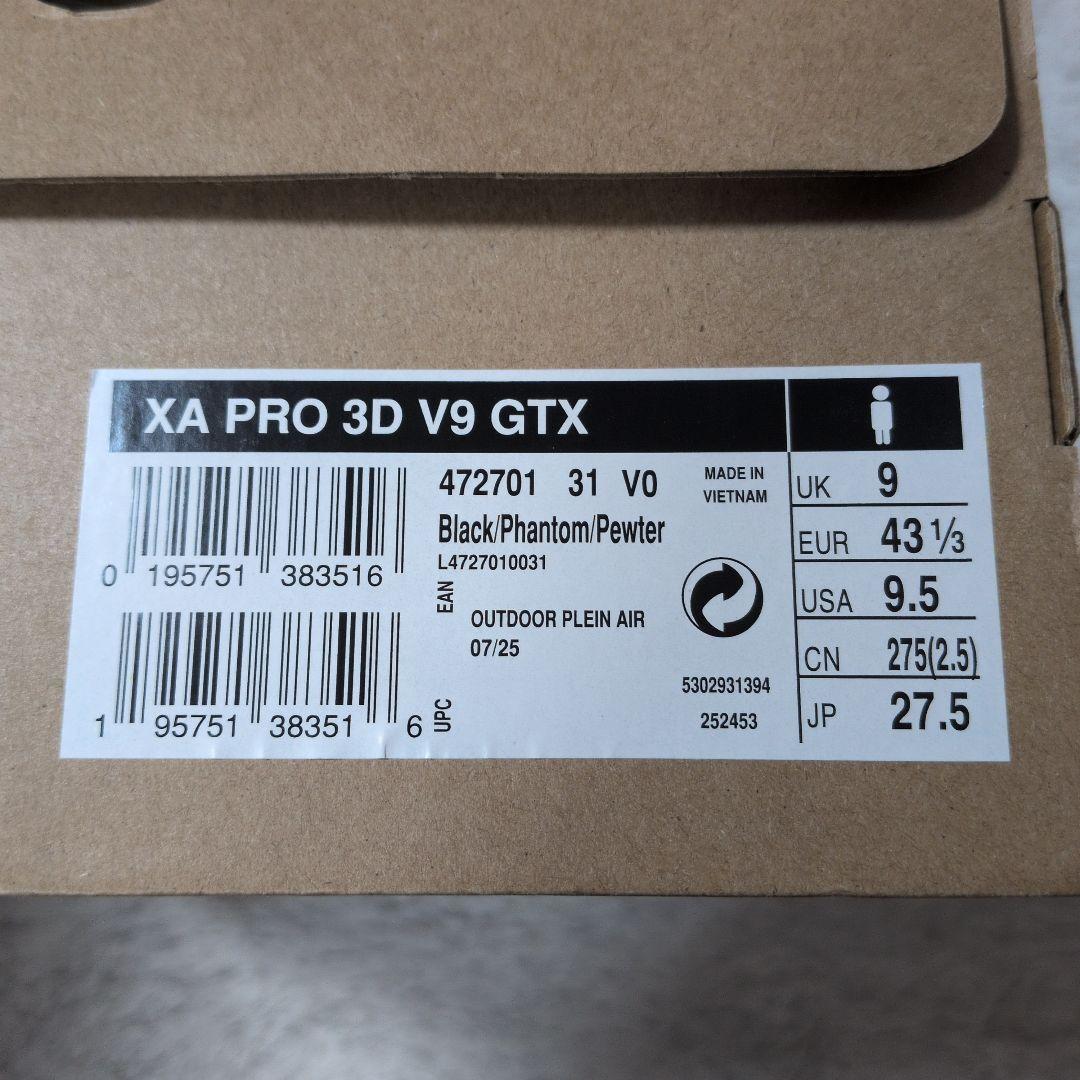 XA PRO 3D V9 GTX
0 195751 383516
EAN
1 95751 38351 6
UPC
472701 31 V0
Black/Phantom/Pewter
L4727010031
OUTDOOR PLEIN AIR
07/25
MADE IN
VIETNAM
5302931394
252453
UK 9
EUR 43 ⅓
USA 9.5
CN 275(2.5)
JP 27.5